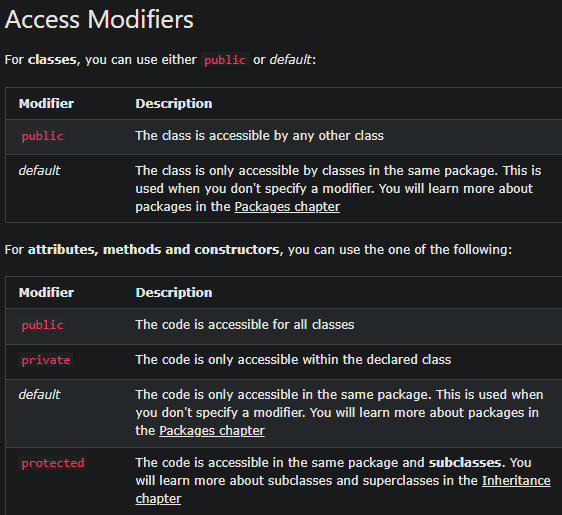 Access Modifiers
For classes, you can use either public or default:
Modifier Description
public The class is accessible by any other class
default The class is only accessible by classes in the same package. This is
used when you don't specify a modifier. You will learn more about
packages in the Packages chapter
For attributes, methods and constructors, you can use the one of the following:
Modifier Description
public The code is accessible for all classes
private The code is only accessible within the declared class
default The code is only accessible in the same package. This is used when
you don't specify a modifier. You will learn more about packages in
the Packages chapter
protected The code is accessible in the same package and subclasses. You
will learn more about subclasses and superclasses in the Inheritance
chapter